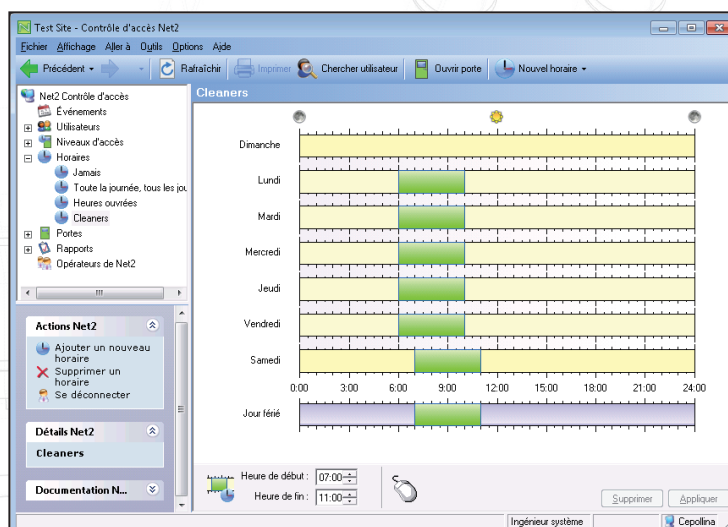 Test Site - Contrôle d'accès Net2
Fichier Affichage Aller à Outils Options Aide
Précédent Rafraîchir Imprimer Chercher utilisateur Ouvrir porte Nouvel horaire
Net2 Contrôle d'accès
Événements
Utilisateurs
Niveaux d'accès
Horaires
Jamais
Toute la journée, tous les jou
Heures ouvrées
Cleaners
Portes
Rapports
Opérateurs de Net2
Actions Net2
Ajouter un nouveau
horaire
Supprimer un
horaire
Se déconnecter
Détails Net2
Cleaners
Documentation N...
Cleaners
Dimanche
Lundi
Mardi
Mercredi
Jeudi
Vendredi
Samedi
0:00 3:00 6:00 9:00 12:00 15:00 18:00 21:00 24:00
Jour férié
Heure de début : 07:00
Heure de fin : 11:00
Supprimer Appliquer
Ingénieur système Cepollina